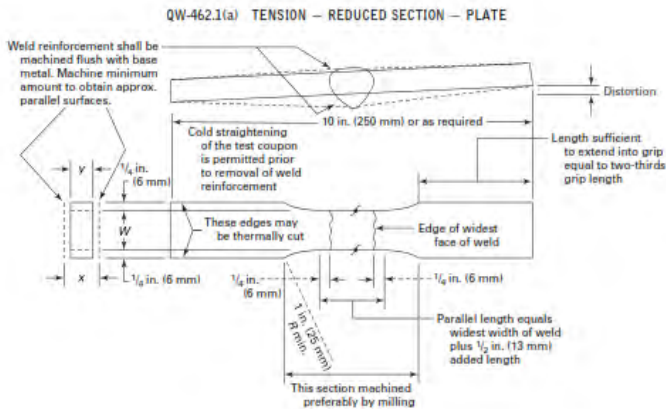 QW-462.1(a) TENSION — REDUCED SECTION — PLATE
Weld reinforcement shall be
machined flush with base
metal. Machine minimum
amount to obtain approx.
parallel surfaces.
Distortion
10 in. (250 mm) or as required
Cold straightening
of the test coupon
is permitted prior
to removal of weld
reinforcement
Length sufficient
to extend into grip
equal to two-thirds
grip length
y
1/4 in.
(6 mm)
These edges may
be thermally cut
W
Edge of widest
face of weld
x
1/4 in. (6 mm)
1/4 in.
(6 mm)
1/4 in. (6 mm)
1 in. (25 mm)
R min.
Parallel length equals
widest width of weld
plus 1/2 in. (13 mm)
added length
This section machined
preferably by milling